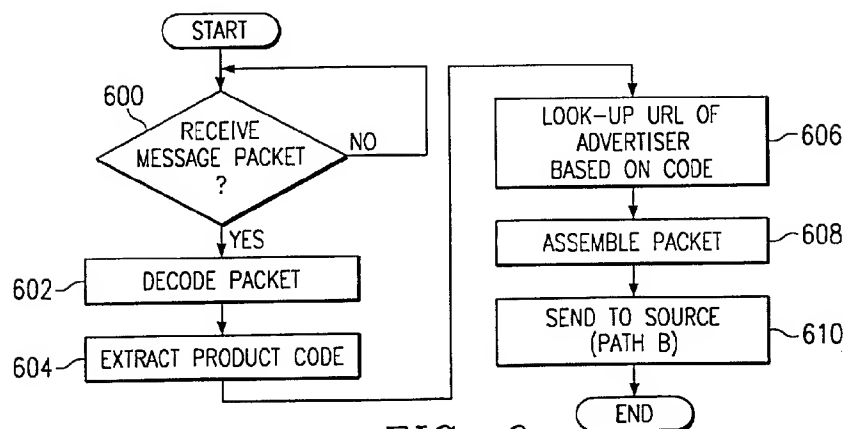 START
600
RECEIVE
MESSAGE PACKET
?
NO
YES
602
DECODE PACKET
604
EXTRACT PRODUCT CODE
LOOK-UP URL OF
ADVERTISER
BASED ON CODE
606
ASSEMBLE PACKET
608
SEND TO SOURCE
(PATH B)
610
END